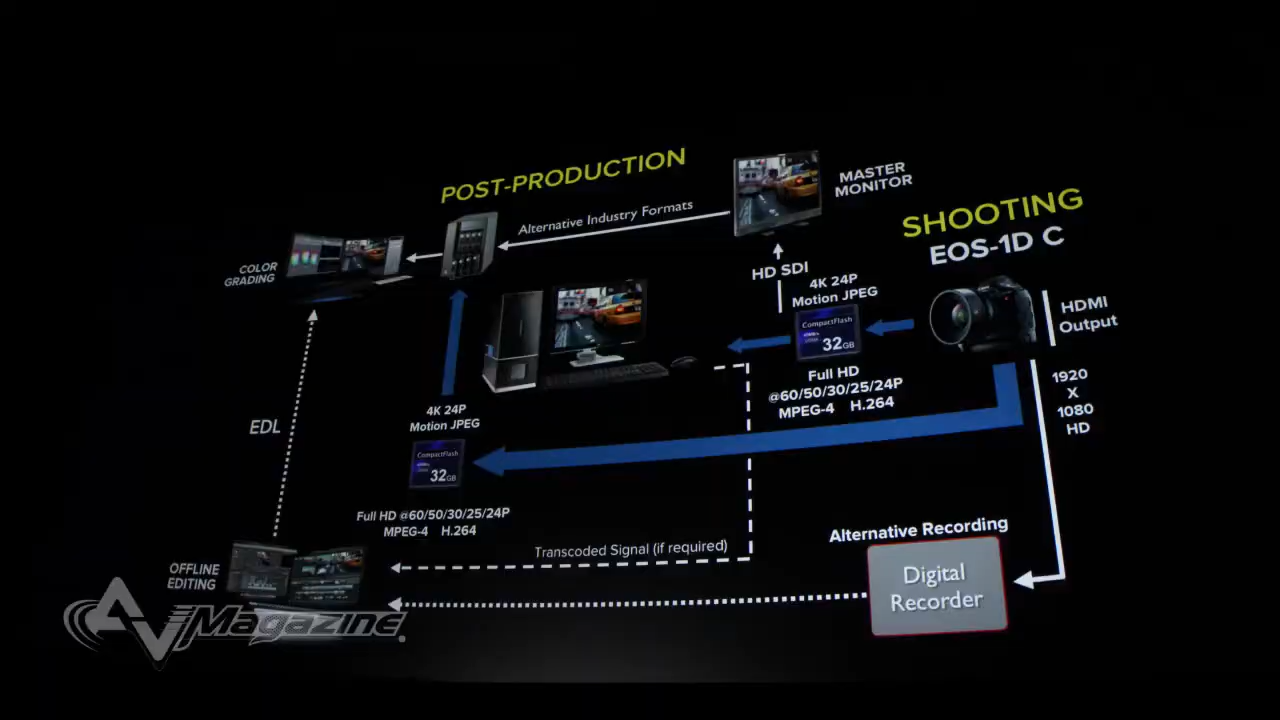 POST-PRODUCTION
MASTER
MONITOR
SHOOTING
EOS-1D C
Alternative Industry Formats
COLOR
GRADING
HD SDI
4K 24P
Motion JPEG
CompactFlash
32GB
HDMI
Output
Full HD
@60/50/30/25/24P
MPEG-4 H.264
1920
X
1080
HD
4K 24P
Motion JPEG
EDL
CompactFlash
32GB
Full HD @60/50/30/25/24P
MPEG-4 H.264
Alternative Recording
Transcoded Signal (if required)
OFFLINE
EDITING
Digital
Recorder
AV Magazine